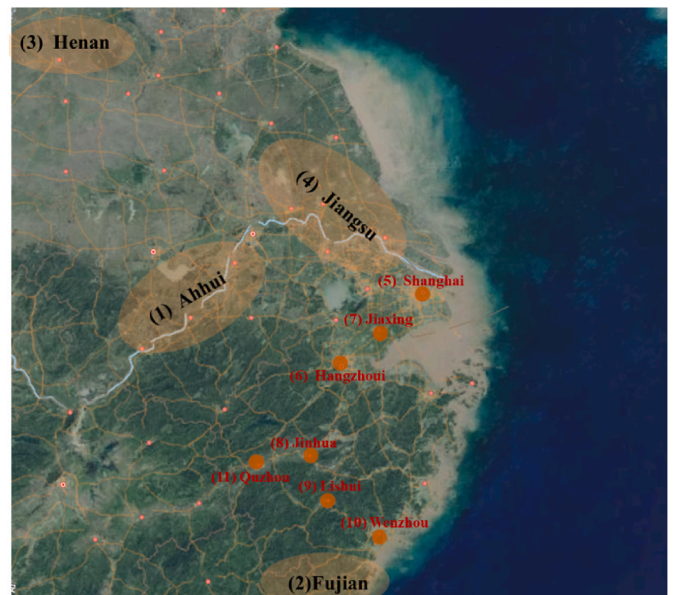 (3) Henan
(4) Jiangsu
(1) Ahhui
(5) Shanghai
(7) Jiaxing
(6) Hangzhoui
(8) Jinhua
(11) Quzhou
(9) Lishui
(10) Wenzhou
(2)Fujian